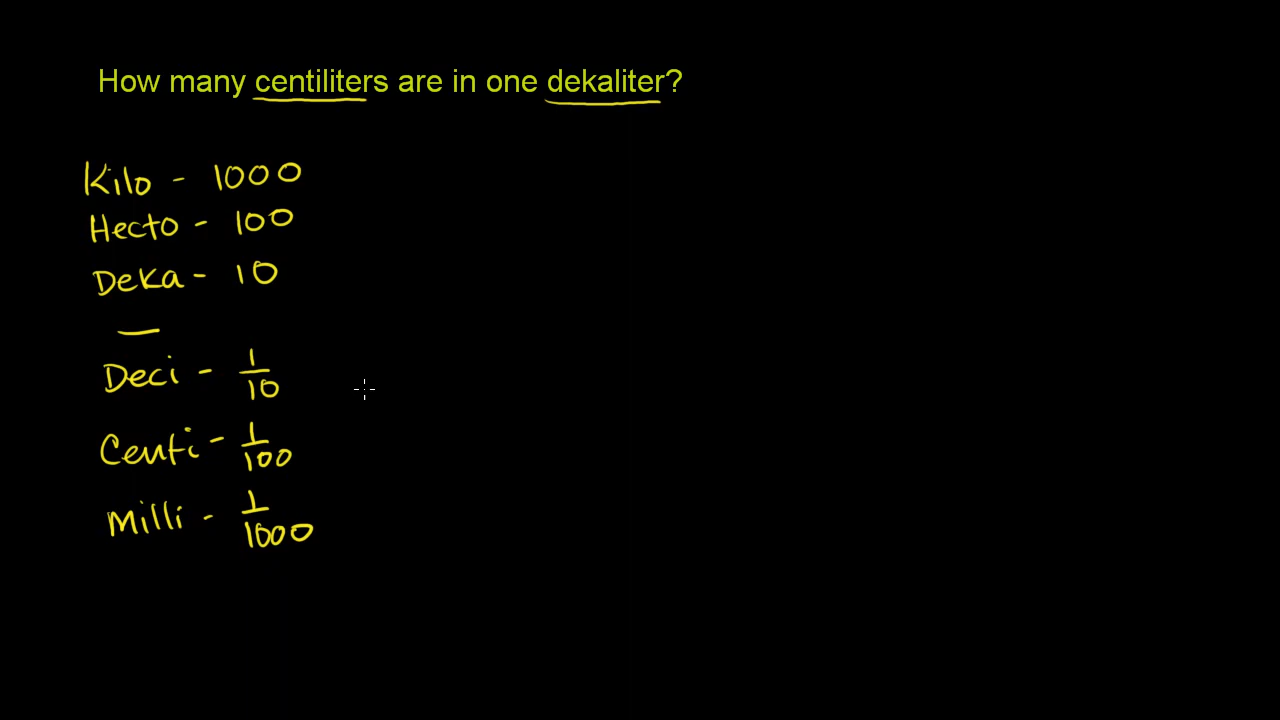 How many centiliters are in one dekaliter?
Kilo - 1000
Hecto - 100
Deka - 10
—
Deci - 1/10
Centi - 1/100
Milli - 1/1000